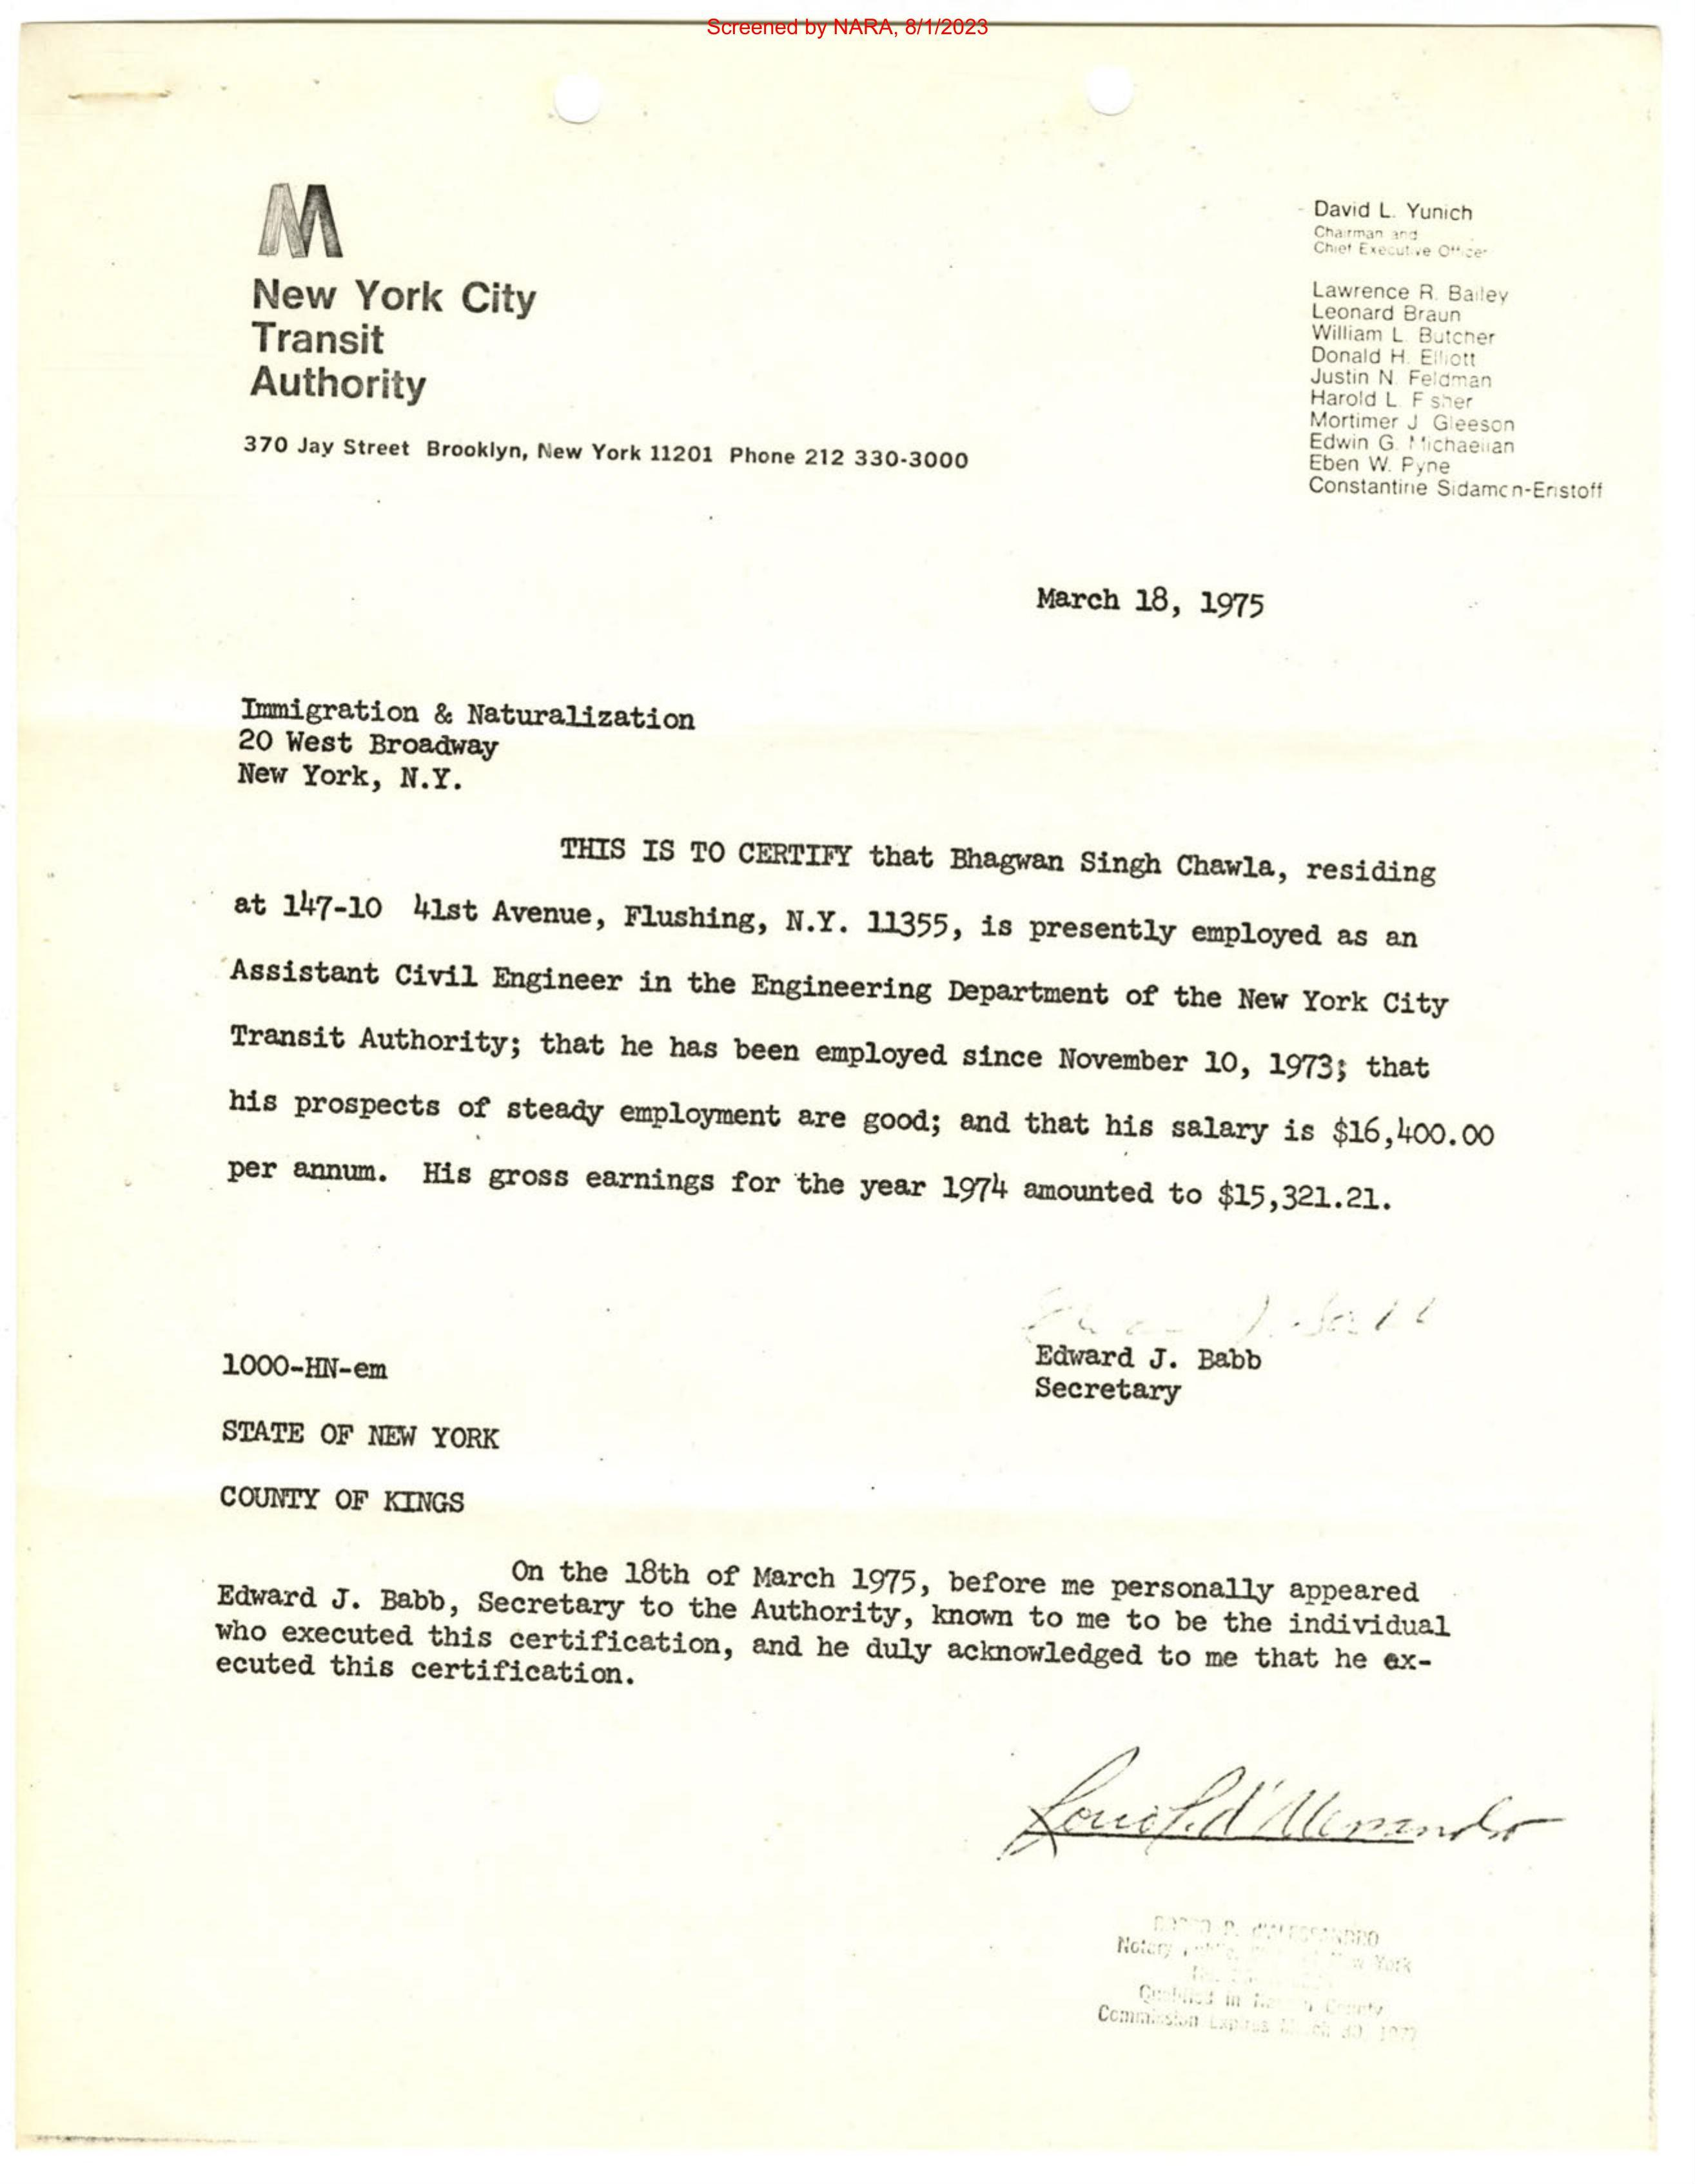 Screened by NARA, 8/1/2023
M
New York City
Transit
Authority
370 Jay Street Brooklyn, New York 11201 Phone 212 330-3000
David L. Yunich
Chairman and
Chief Executive Officer
Lawrence R. Bailey
Leonard Braun
William L. Butcher
Donald H. Elliott
Justin N. Feldman
Harold L. Fisher
Mortimer J. Gleeson
Edwin G. Michaelian
Eben W. Pyne
Constantine Sidamon-Eristoff
March 18, 1975
Immigration & Naturalization
20 West Broadway
New York, N.Y.
THIS IS TO CERTIFY that Bhagwan Singh Chawla, residing
at 147-10 41st Avenue, Flushing, N.Y. 11355, is presently employed as an
Assistant Civil Engineer in the Engineering Department of the New York City
Transit Authority; that he has been employed since November 10, 1973; that
his prospects of steady employment are good; and that his salary is $16,400.00
per annum. His gross earnings for the year 1974 amounted to $15,321.21.
Edward J. Babb
Secretary
1000-HN-em
STATE OF NEW YORK
COUNTY OF KINGS
On the 18th of March 1975, before me personally appeared
Edward J. Babb, Secretary to the Authority, known to me to be the individual
who executed this certification, and he duly acknowledged to me that he ex-
ecuted this certification.
P. d'ALESSANDRO
Notary Public, State of New York
Qualified in County
Commission Expires March 30, 1977